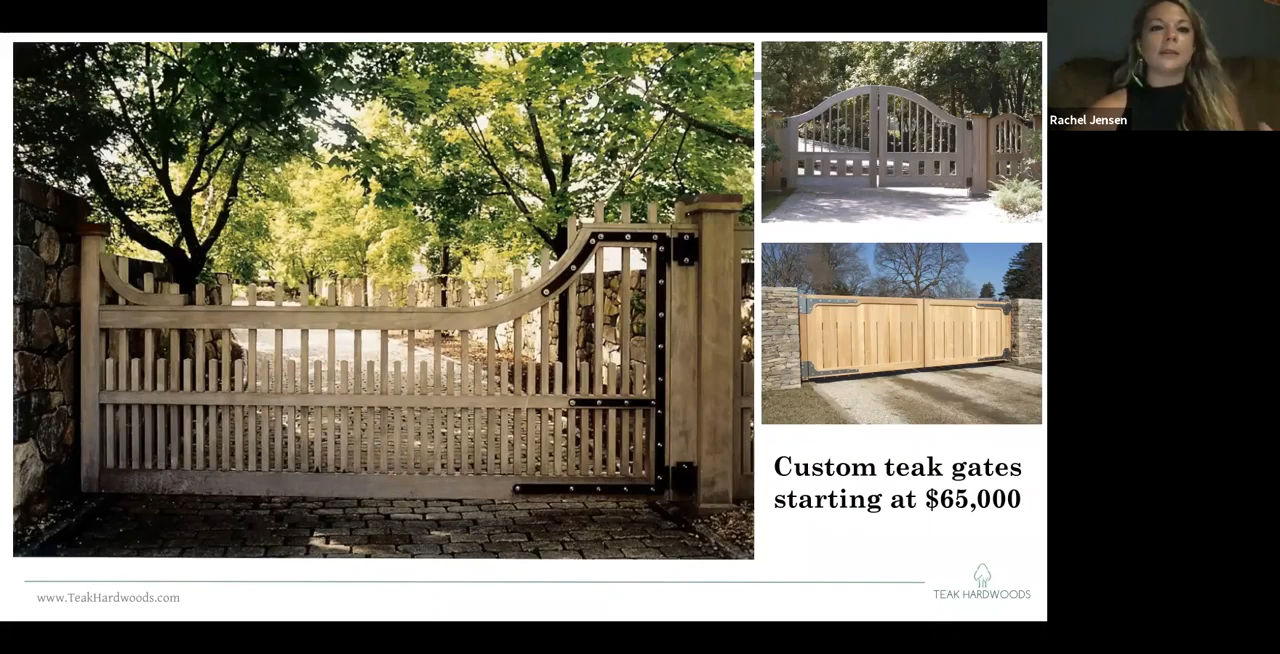 Rachel Jensen
Custom teak gates
starting at $65,000
www.TeakHardwoods.com
TEAK HARDWOODS